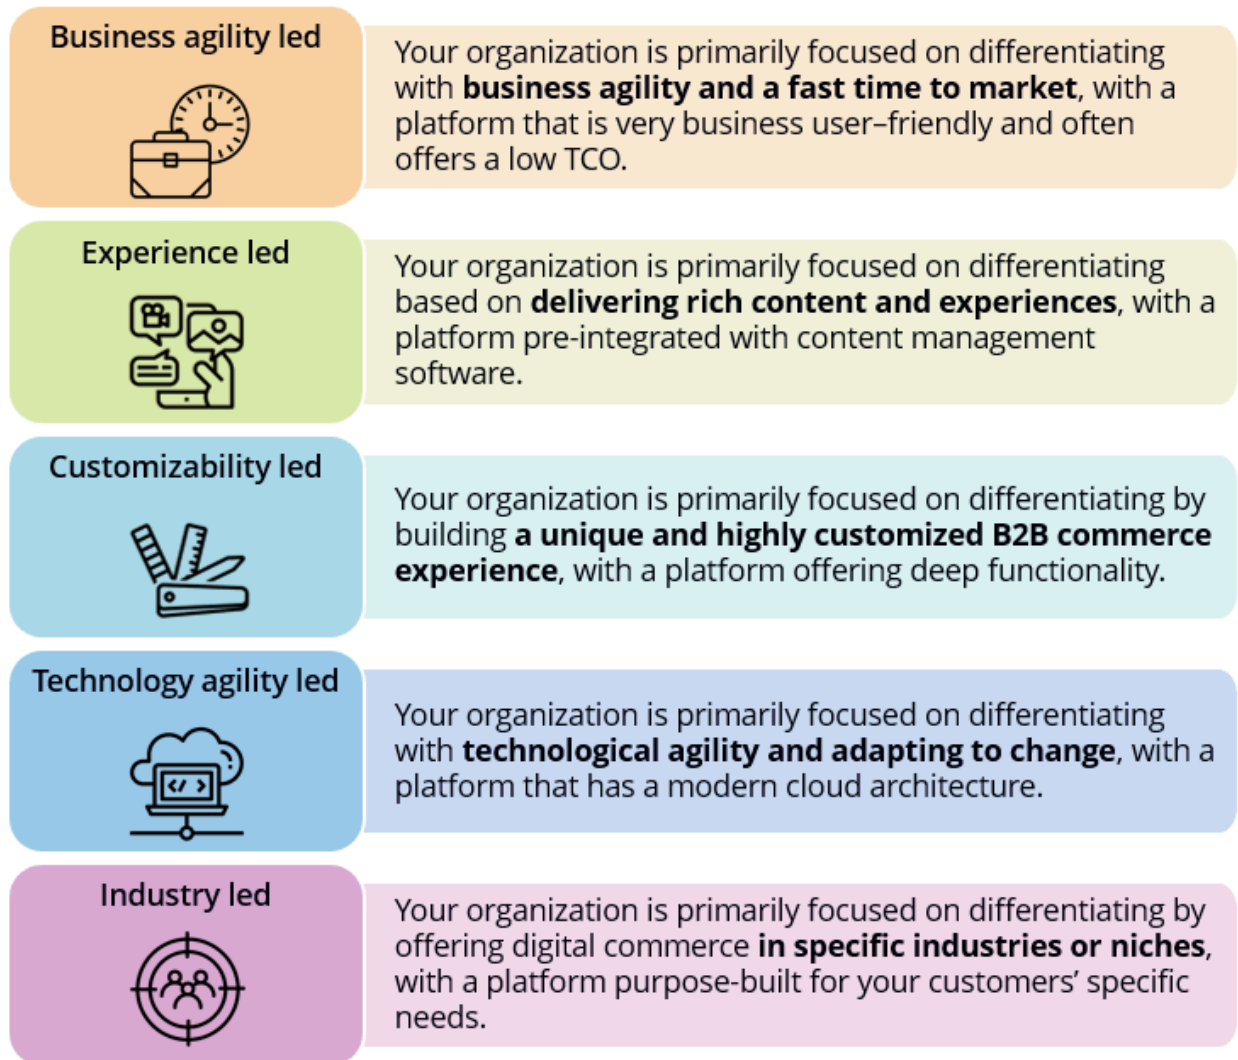 Business agility led
Your organization is primarily focused on differentiating
with business agility and a fast time to market, with a
platform that is very business user–friendly and often
offers a low TCO.
Experience led
Your organization is primarily focused on differentiating
based on delivering rich content and experiences, with a
platform pre-integrated with content management
software.
Customizability led
Your organization is primarily focused on differentiating by
building a unique and highly customized B2B commerce
experience, with a platform offering deep functionality.
Technology agility led
</>
Your organization is primarily focused on differentiating
with technological agility and adapting to change, with a
platform that has a modern cloud architecture.
Industry led
Your organization is primarily focused on differentiating by
offering digital commerce in specific industries or niches,
with a platform purpose-built for your customers’ specific
needs.